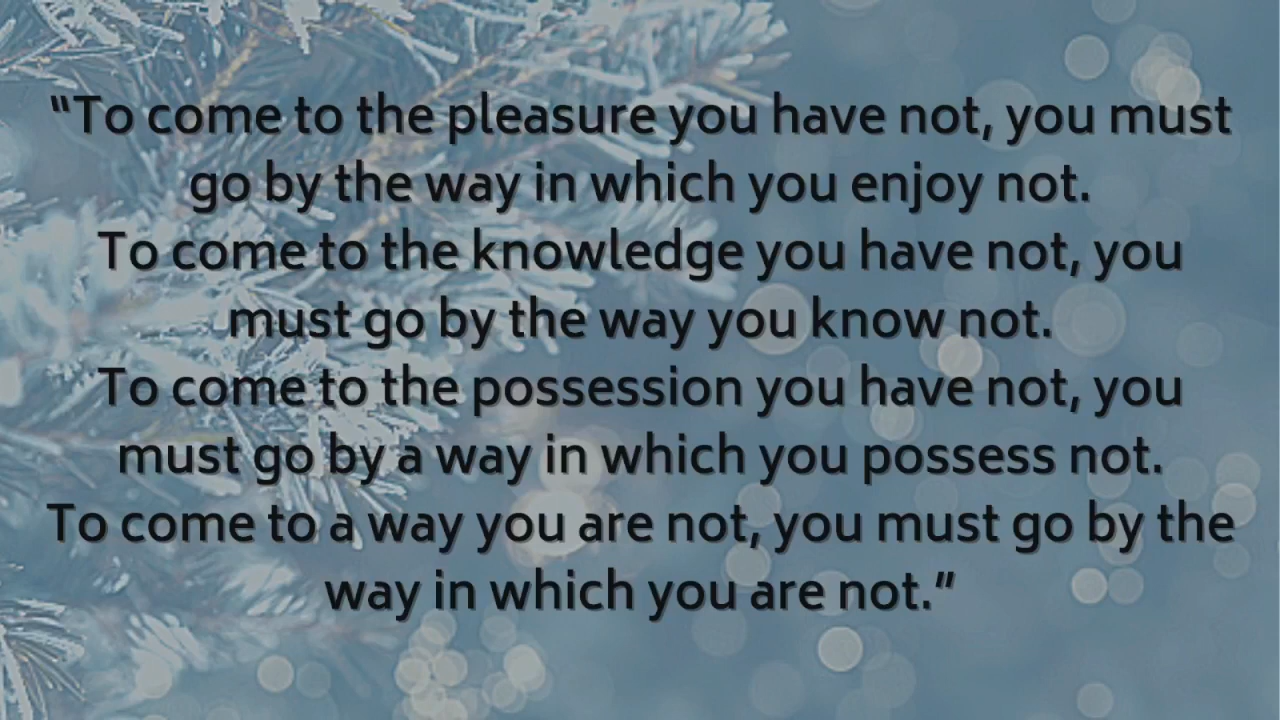 “To come to the pleasure you have not, you must
go by the way in which you enjoy not.
To come to the knowledge you have not, you
must go by the way you know not.
To come to the possession you have not, you
must go by a way in which you possess not.
To come to a way you are not, you must go by the
way in which you are not.”